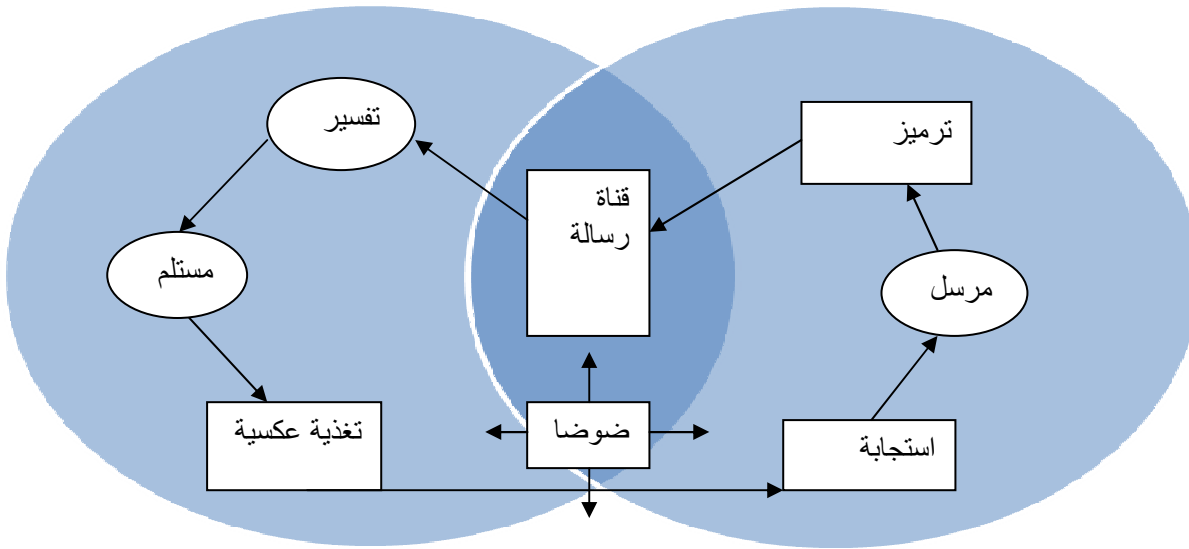 ترميز
تفسير
قناة
رسالة
مرسل
مستلم
استجابة
ضوضا
تغذية عكسية